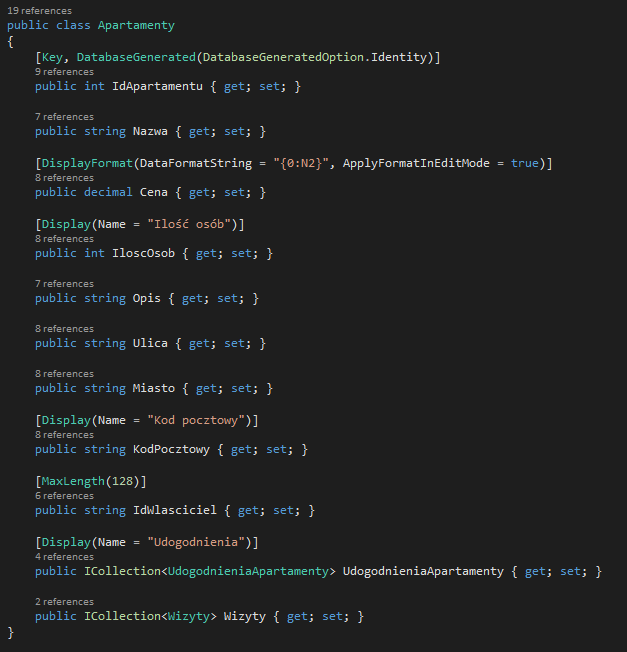 19 references
public class Apartamenty
{
[Key, DatabaseGenerated(DatabaseGeneratedOption.Identity)]
9 references
public int IdApartamentu { get; set; }
7 references
public string Nazwa { get; set; }
[DisplayFormat(DataFormatString = "{0:N2}", ApplyFormatInEditMode = true)]
8 references
public decimal Cena { get; set; }
[Display(Name = "Ilość osób")]
8 references
public int IloscOsob { get; set; }
7 references
public string Opis { get; set; }
8 references
public string Ulica { get; set; }
8 references
public string Miasto { get; set; }
[Display(Name = "Kod pocztowy")]
8 references
public string KodPocztowy { get; set; }
[MaxLength(128)]
6 references
public string IdWlasciciel { get; set; }
[Display(Name = "Udogodnienia")]
4 references
public ICollection<UdogodnieniaApartamenty> UdogodnieniaApartamenty { get; set; }
2 references
public ICollection<Wizyty> Wizyty { get; set; }
}